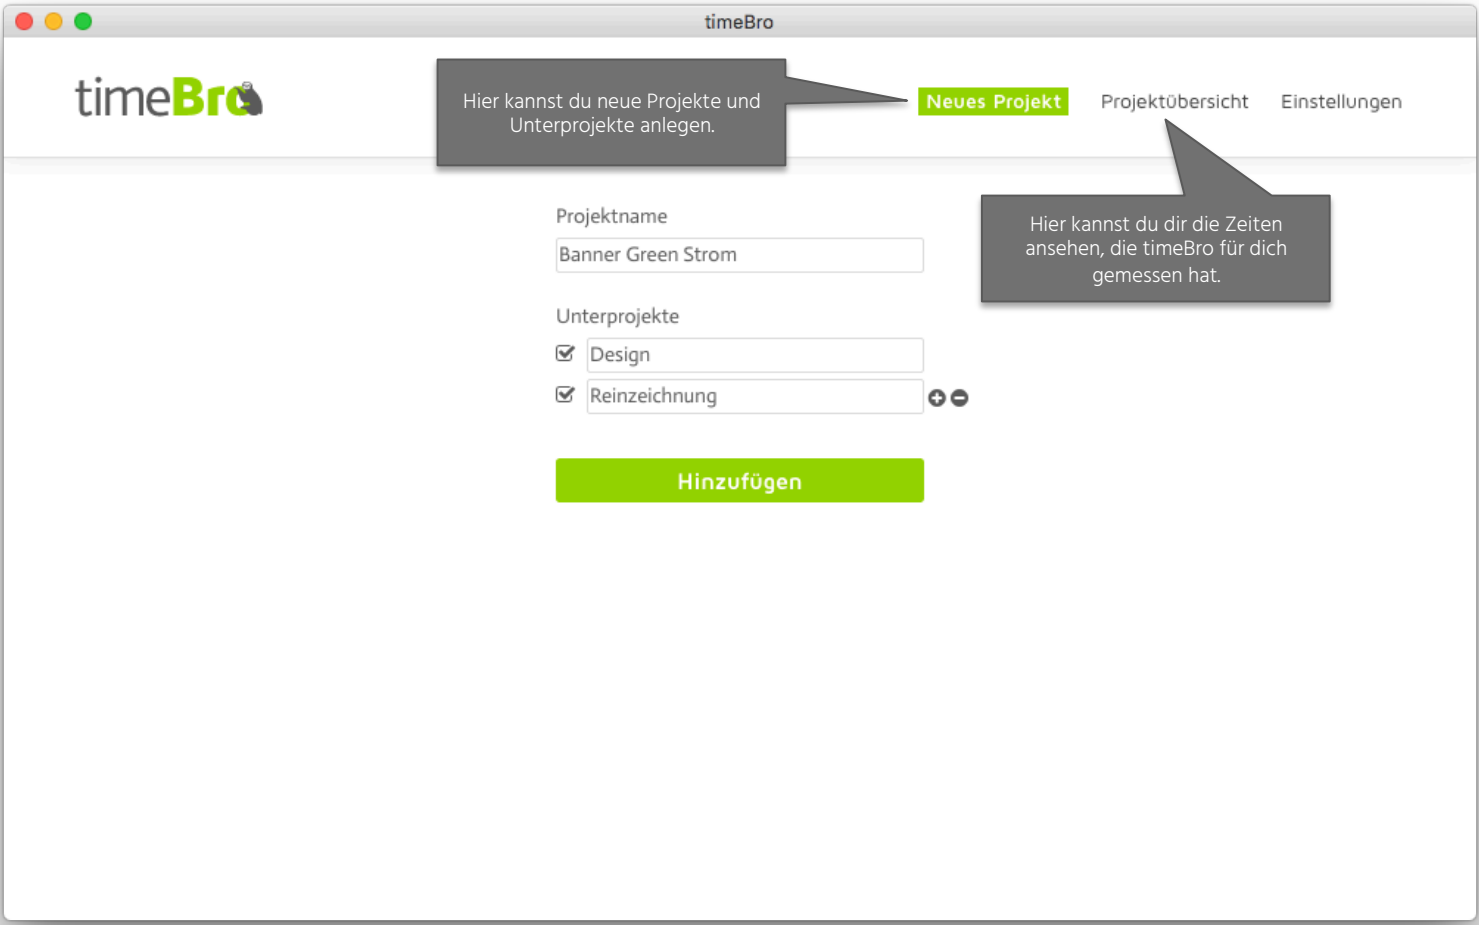 timeBro
timeBro
Hier kannst du neue Projekte und
Unterprojekte anlegen.
Neues Projekt
Projektübersicht
Einstellungen
Hier kannst du dir die Zeiten
ansehen, die timeBro für dich
gemessen hat.
Projektname
Banner Green Strom
Unterprojekte
Design
Reinzeichnung
Hinzufügen